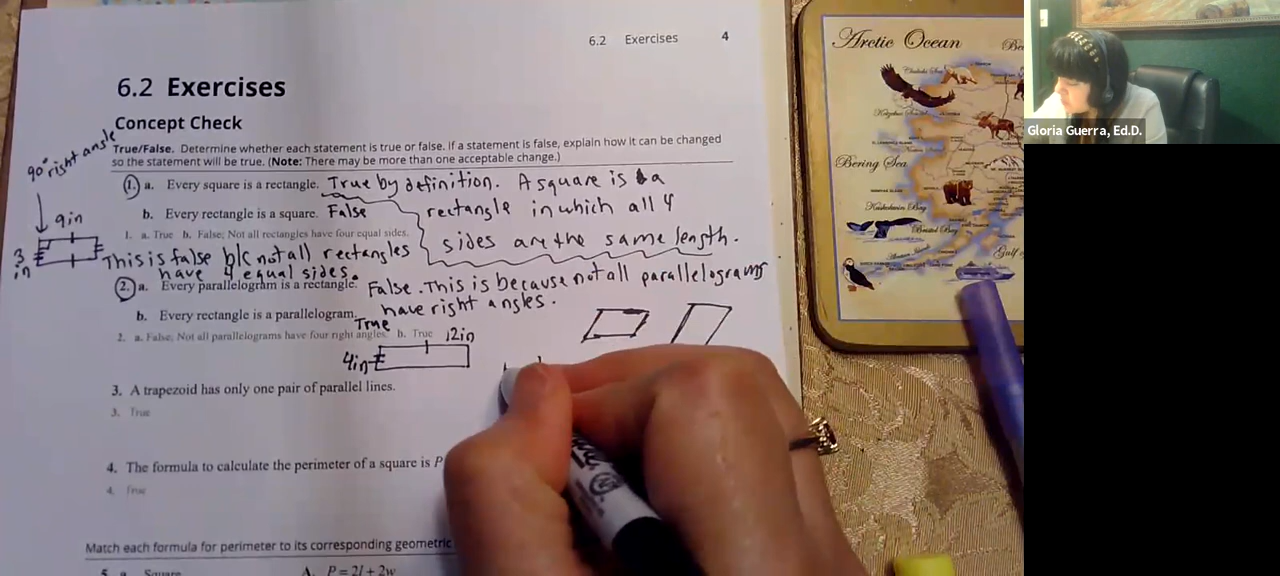 6.2 Exercises 4
6.2 Exercises
Concept Check
90° right angle
True/False. Determine whether each statement is true or false. If a statement is false, explain how it can be changed
so the statement will be true. (Note: There may be more than one acceptable change.)
1. a. Every square is a rectangle. True by definition. A square is a
rectangle in which all 4
sides are the same length.
b. Every rectangle is a square. False
9in
3 in
1. a. True b. False; Not all rectangles have four equal sides.
This is false b/c not all rectangles
have 4 equal sides.
2. a. Every parallelogram is a rectangle. False. This is because not all parallelograms
have right angles.
b. Every rectangle is a parallelogram. True
2. a. False; Not all parallelograms have four right angles. b. True
12in
4in
3. A trapezoid has only one pair of parallel lines.
3. True
4. The formula to calculate the perimeter of a square is P
4. True
Match each formula for perimeter to its corresponding geometric
5. a. Square A. P = 2l + 2w
Arctic Ocean
Chukchi Sea
Bering Sea
Kuskokwim Bay
Bristol Bay
Gulf
Gloria Guerra, Ed.D.